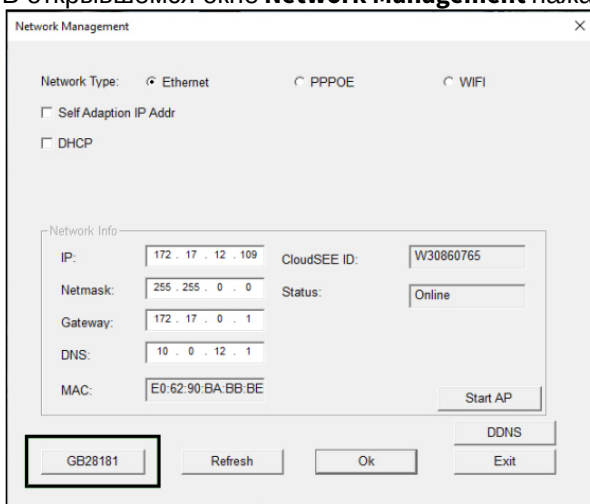 В открывшемся окне Network Management нажа
Network Management
Network Type: Ethernet PPPOE WIFI
Self Adaption IP Addr
DHCP
Network Info
IP: 172 . 17 . 12 . 109 CloudSEE ID: W30860765
Netmask: 255 . 255 . 0 . 0 Status: Online
Gateway: 172 . 17 . 0 . 1
DNS: 10 . 0 . 12 . 1
MAC: E0:62:90:BA:BB:BE Start AP
DDNS
GB28181 Refresh Ok Exit